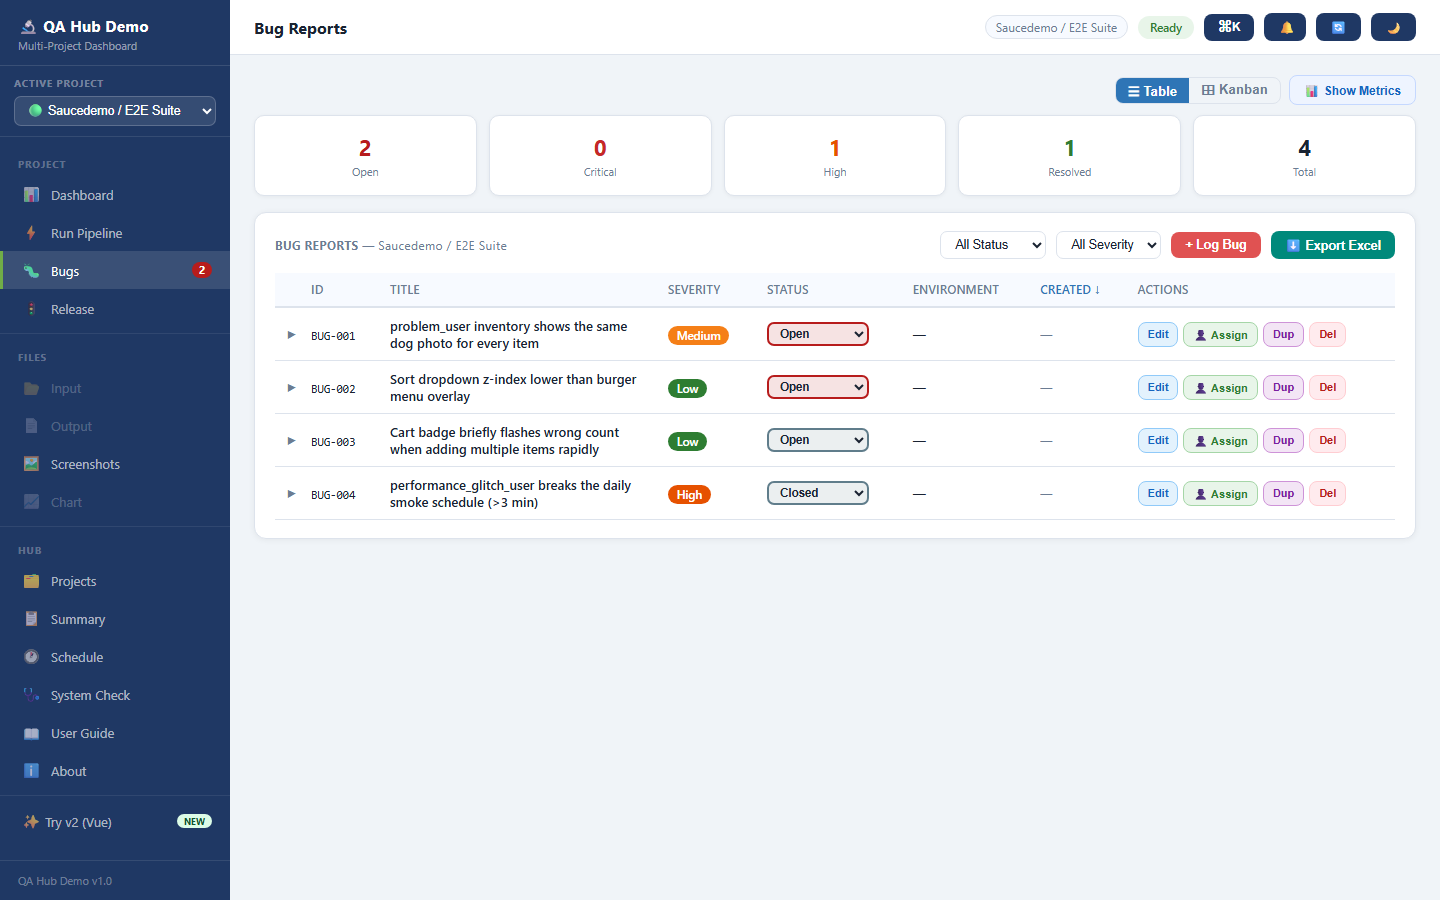 QA Hub Demo
Multi-Project Dashboard
ACTIVE PROJECT
Saucedemo / E2E Suite
PROJECT
Dashboard
Run Pipeline
Bugs 2
Release
FILES
Input
Output
Screenshots
Chart
HUB
Projects
Summary
Schedule
System Check
User Guide
About
Try v2 (Vue) NEW
QA Hub Demo v1.0
Bug Reports
Saucedemo / E2E Suite Ready ⌘K
Table Kanban Show Metrics
2 0 1 1 4
Open Critical High Resolved Total
BUG REPORTS — Saucedemo / E2E Suite All Status All Severity + Log Bug Export Excel
ID TITLE SEVERITY STATUS ENVIRONMENT CREATED ↓ ACTIONS
▶ BUG-001 problem_user inventory shows the same Medium Open — — Edit Assign Dup Del
dog photo for every item
▶ BUG-002 Sort dropdown z-index lower than burger Low Open — — Edit Assign Dup Del
menu overlay
▶ BUG-003 Cart badge briefly flashes wrong count Low Open — — Edit Assign Dup Del
when adding multiple items rapidly
▶ BUG-004 performance_glitch_user breaks the daily High Closed — — Edit Assign Dup Del
smoke schedule (>3 min)